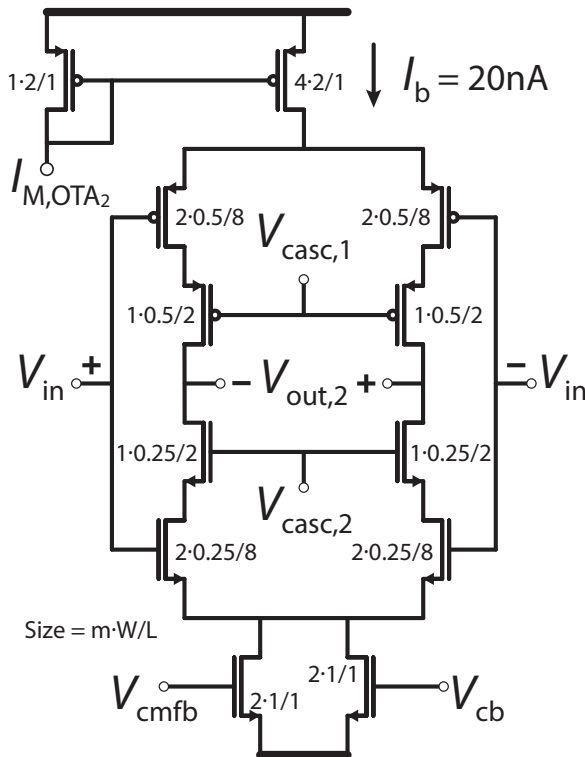 1·2/1
4·2/1
I_b = 20nA
I_M,OTA₂
2·0.5/8
2·0.5/8
V_casc,1
1·0.5/2
1·0.5/2
V_in
+
− V_out,2 +
− V_in
1·0.25/2
1·0.25/2
V_casc,2
2·0.25/8
2·0.25/8
Size = m·W/L
V_cmfb
2·1/1
2·1/1
V_cb